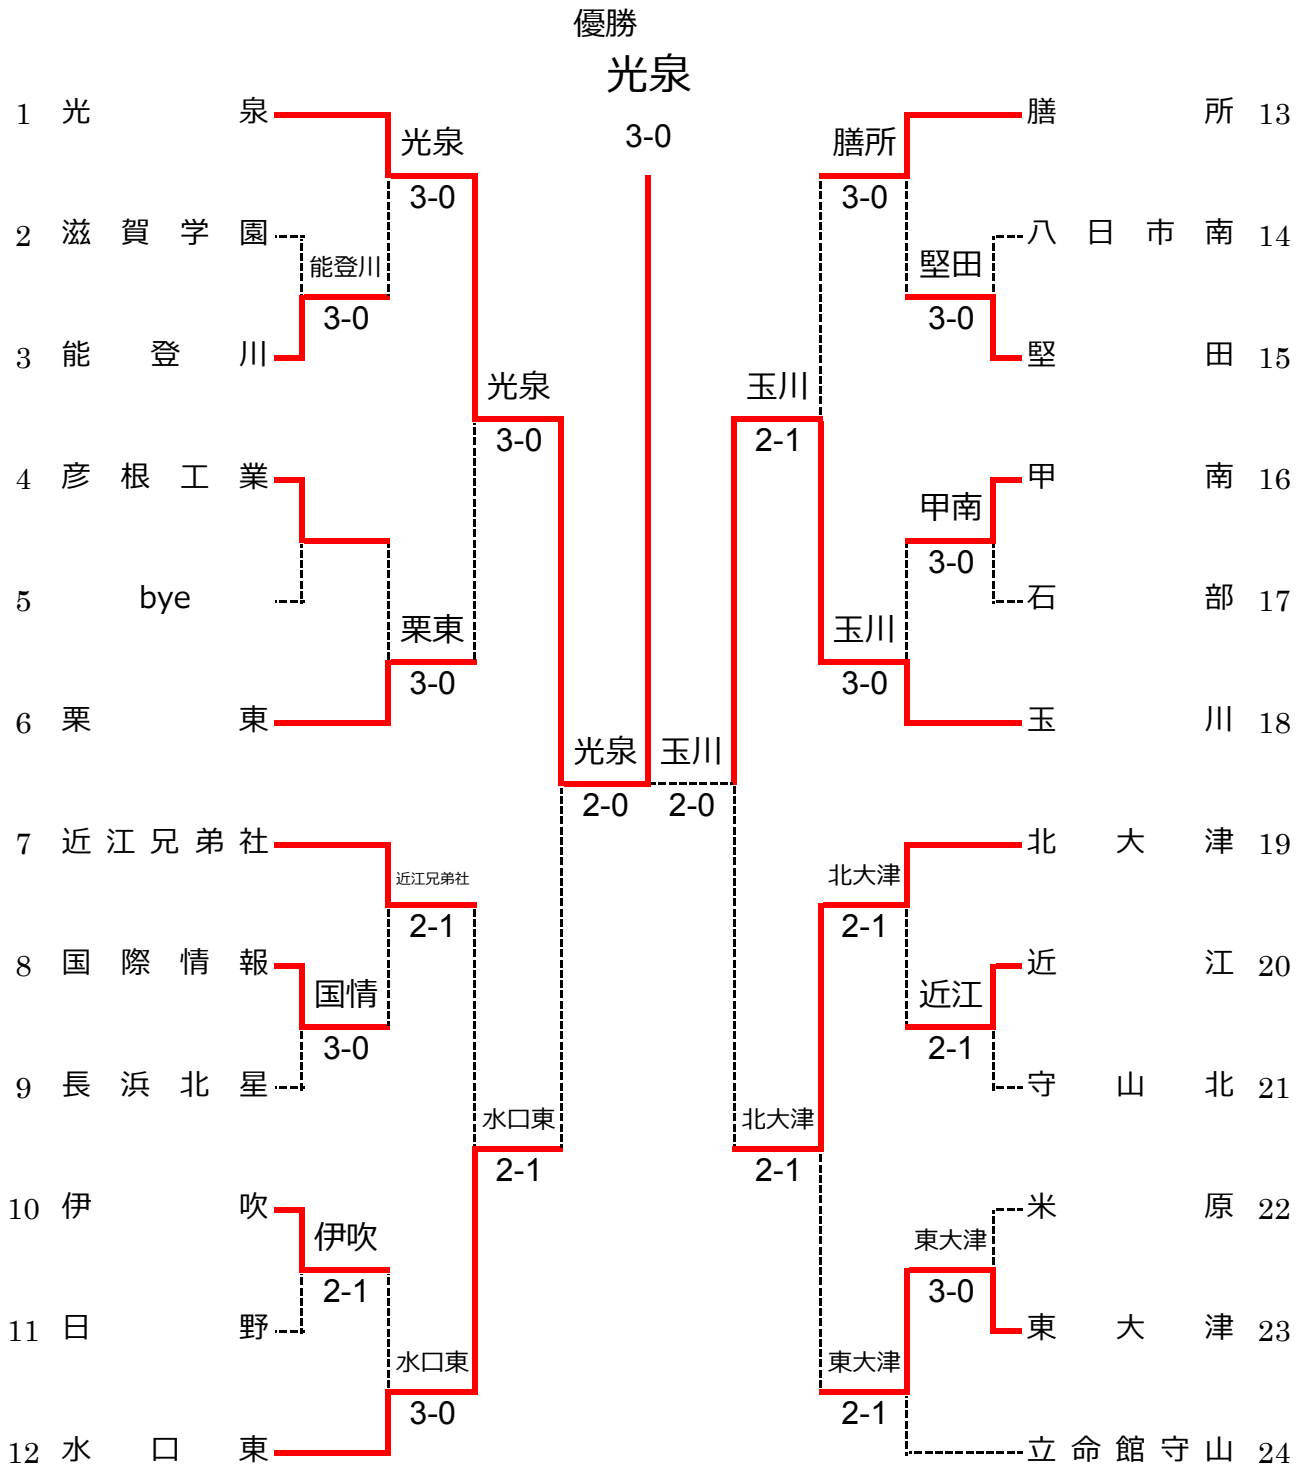 優勝
光泉
3-0
1 光泉
光泉
3-0
2 滋賀学園
能登川
3-0
3 能登川
光泉
3-0
4 彦根工業
5 bye
栗東
3-0
6 栗東
光泉
2-0
7 近江兄弟社
近江兄弟社
2-1
8 国際情報
国情
3-0
9 長浜北星
水口東
2-1
10 伊吹
伊吹
2-1
11 日野
水口東
3-0
12 水口東
膳所 13
膳所
3-0
八日市南 14
堅田
3-0
堅田 15
玉川
2-1
甲南 16
甲南
3-0
石部 17
玉川
3-0
玉川 18
玉川
2-0
北大津 19
北大津
2-1
近江 20
近江
2-1
守山北 21
北大津
2-1
米原 22
東大津
3-0
東大津 23
東大津
2-1
立命館守山 24